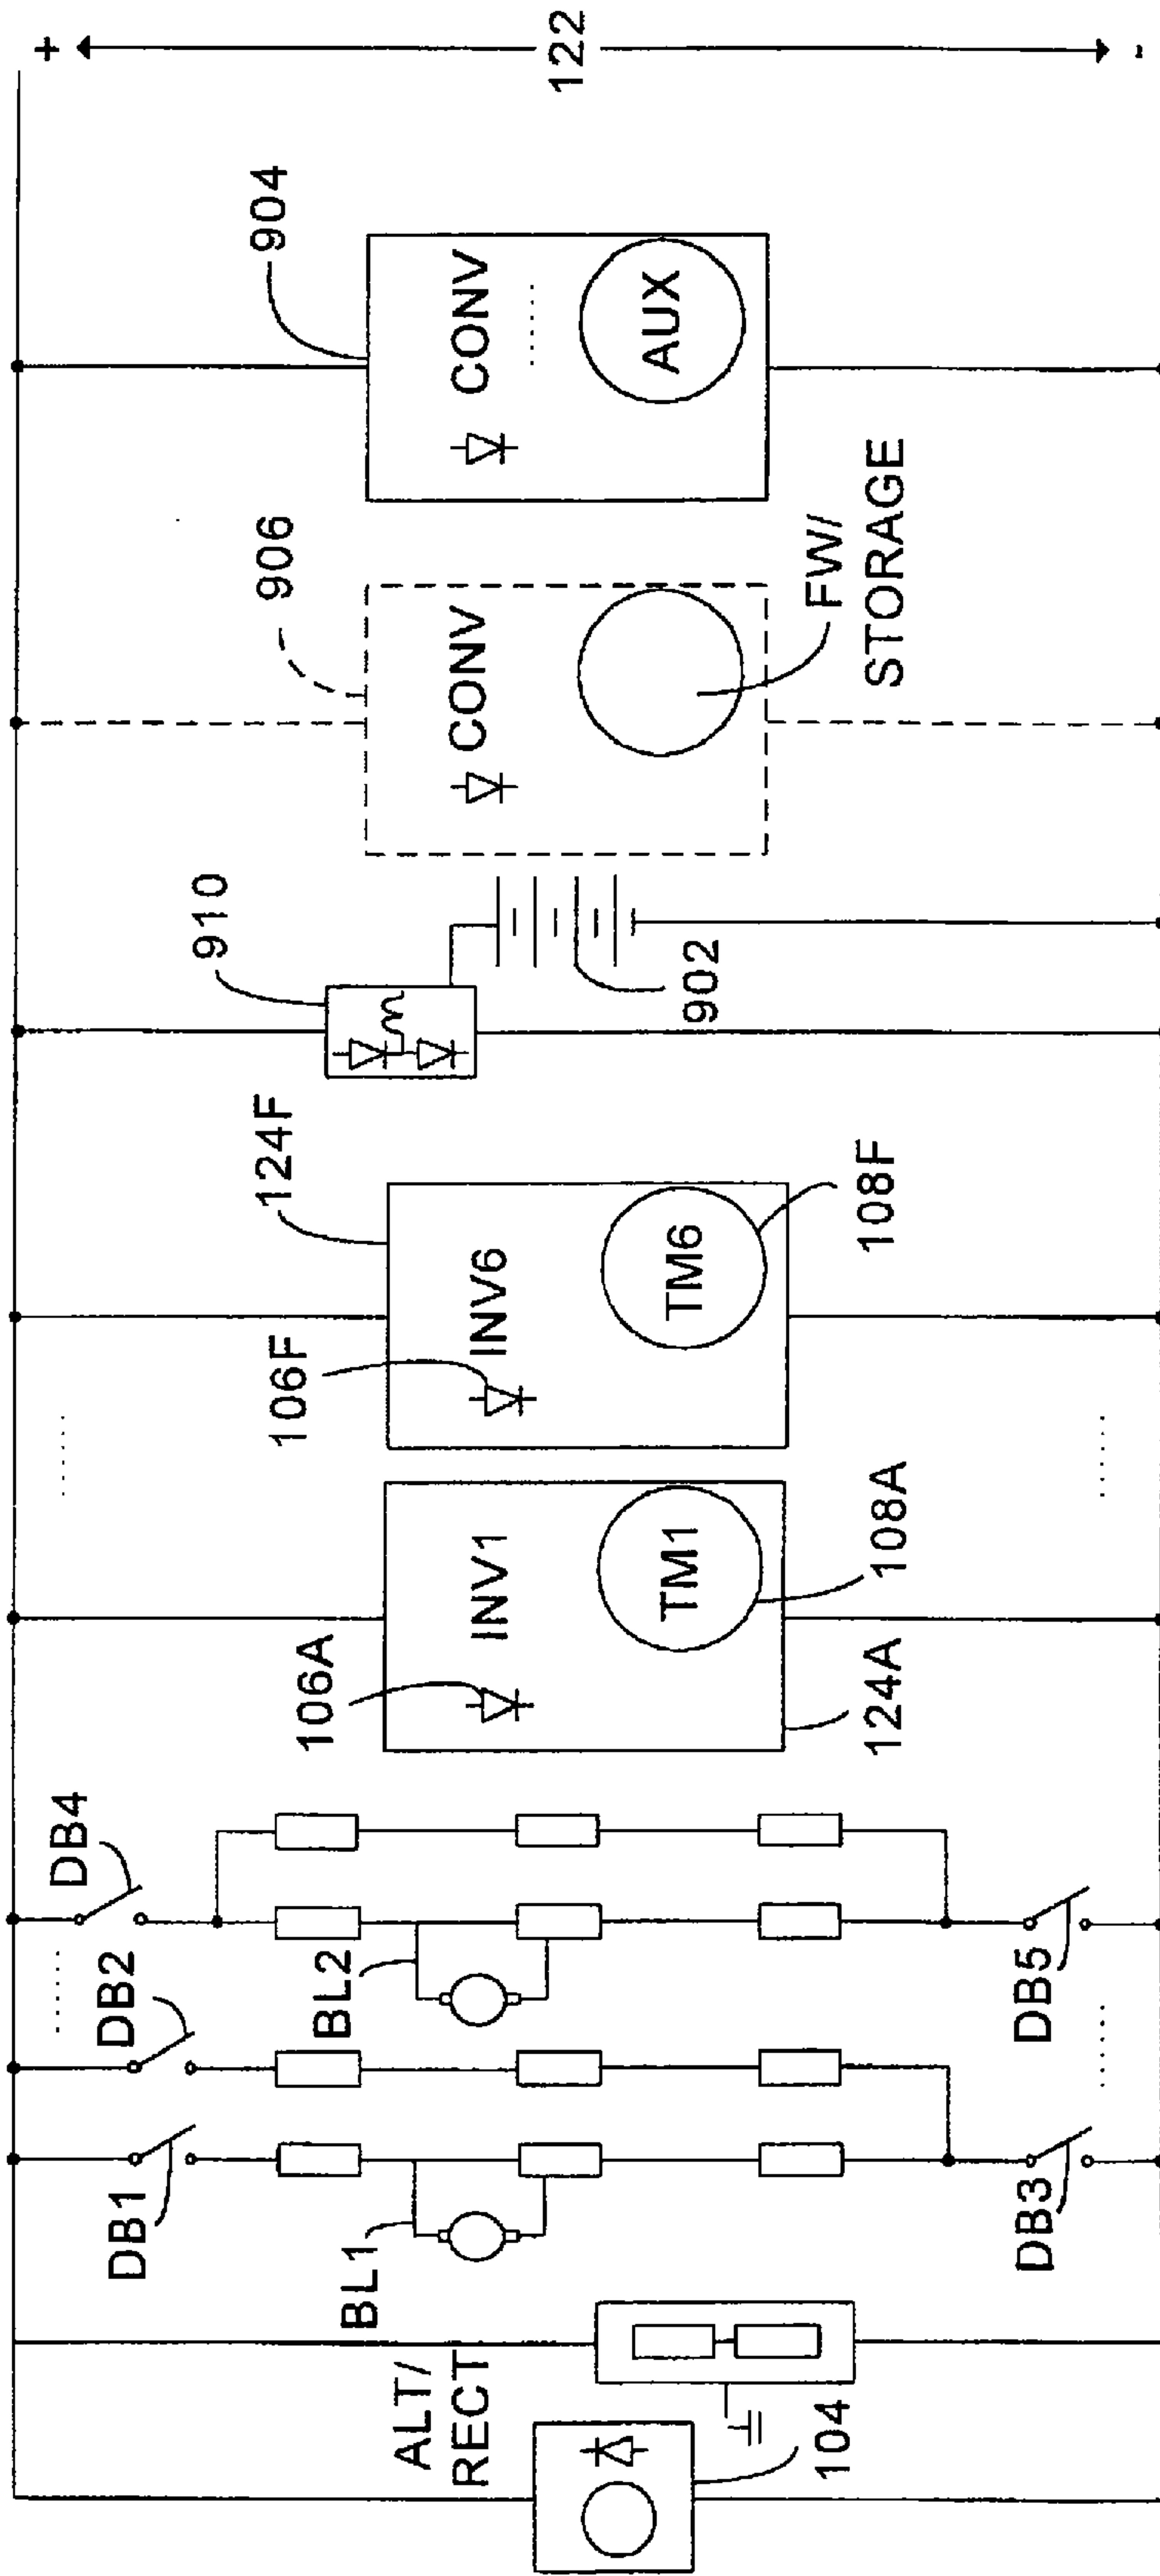 ALT/
RECT
104
BL1
DB1
DB3
DB2
BL2
DB4
DB5
106A
INV1
TM1
108A
124A
106F
INV6
TM6
108F
124F
910
902
906
CONV
FW/
STORAGE
904
CONV
AUX
+
122
-